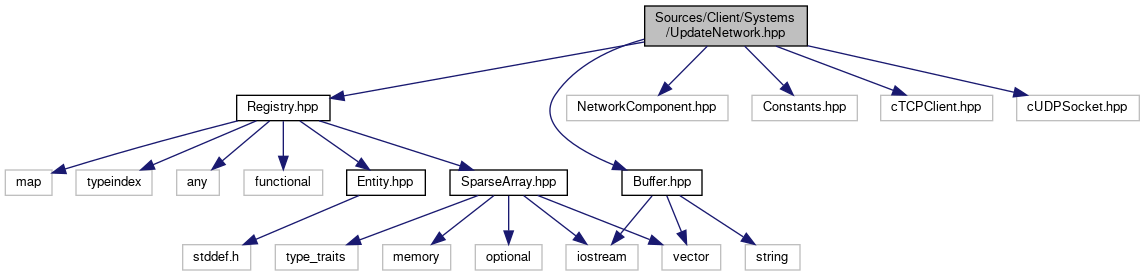 Sources/Client/Systems
/UpdateNetwork.hpp
Registry.hpp
NetworkComponent.hpp
Constants.hpp
cTCPClient.hpp
cUDPSocket.hpp
map
typeindex
any
functional
Entity.hpp
SparseArray.hpp
Buffer.hpp
stddef.h
type_traits
memory
optional
iostream
vector
string